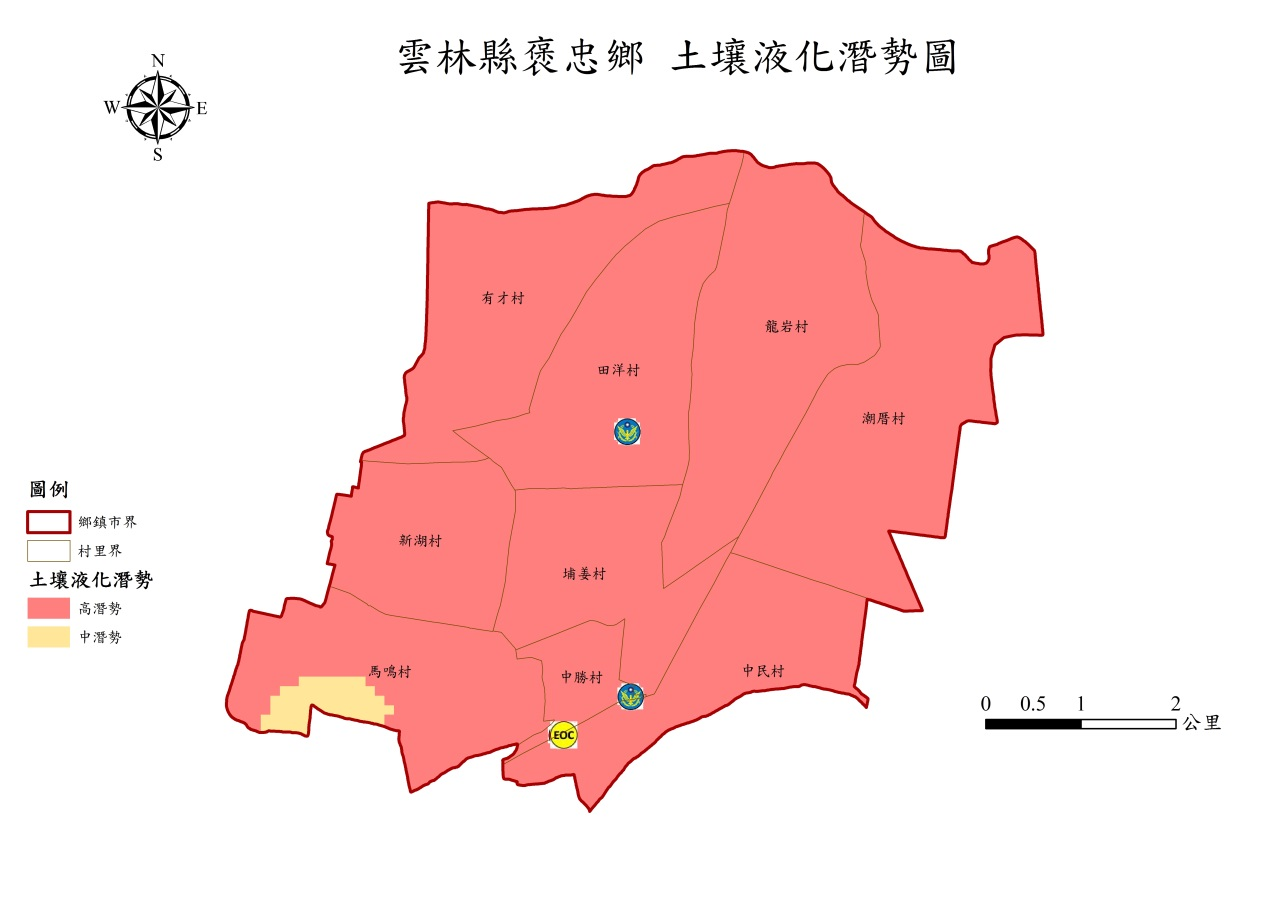 雲林縣褒忠鄉 土壤液化潛勢圖
N
W
E
S
有才村
龍岩村
田洋村
潮厝村
新湖村
埔姜村
馬鳴村
中勝村
中民村
EOC
圖例
鄉鎮市界
村里界
土壤液化潛勢
高潛勢
中潛勢
0 0.5 1 2
公里